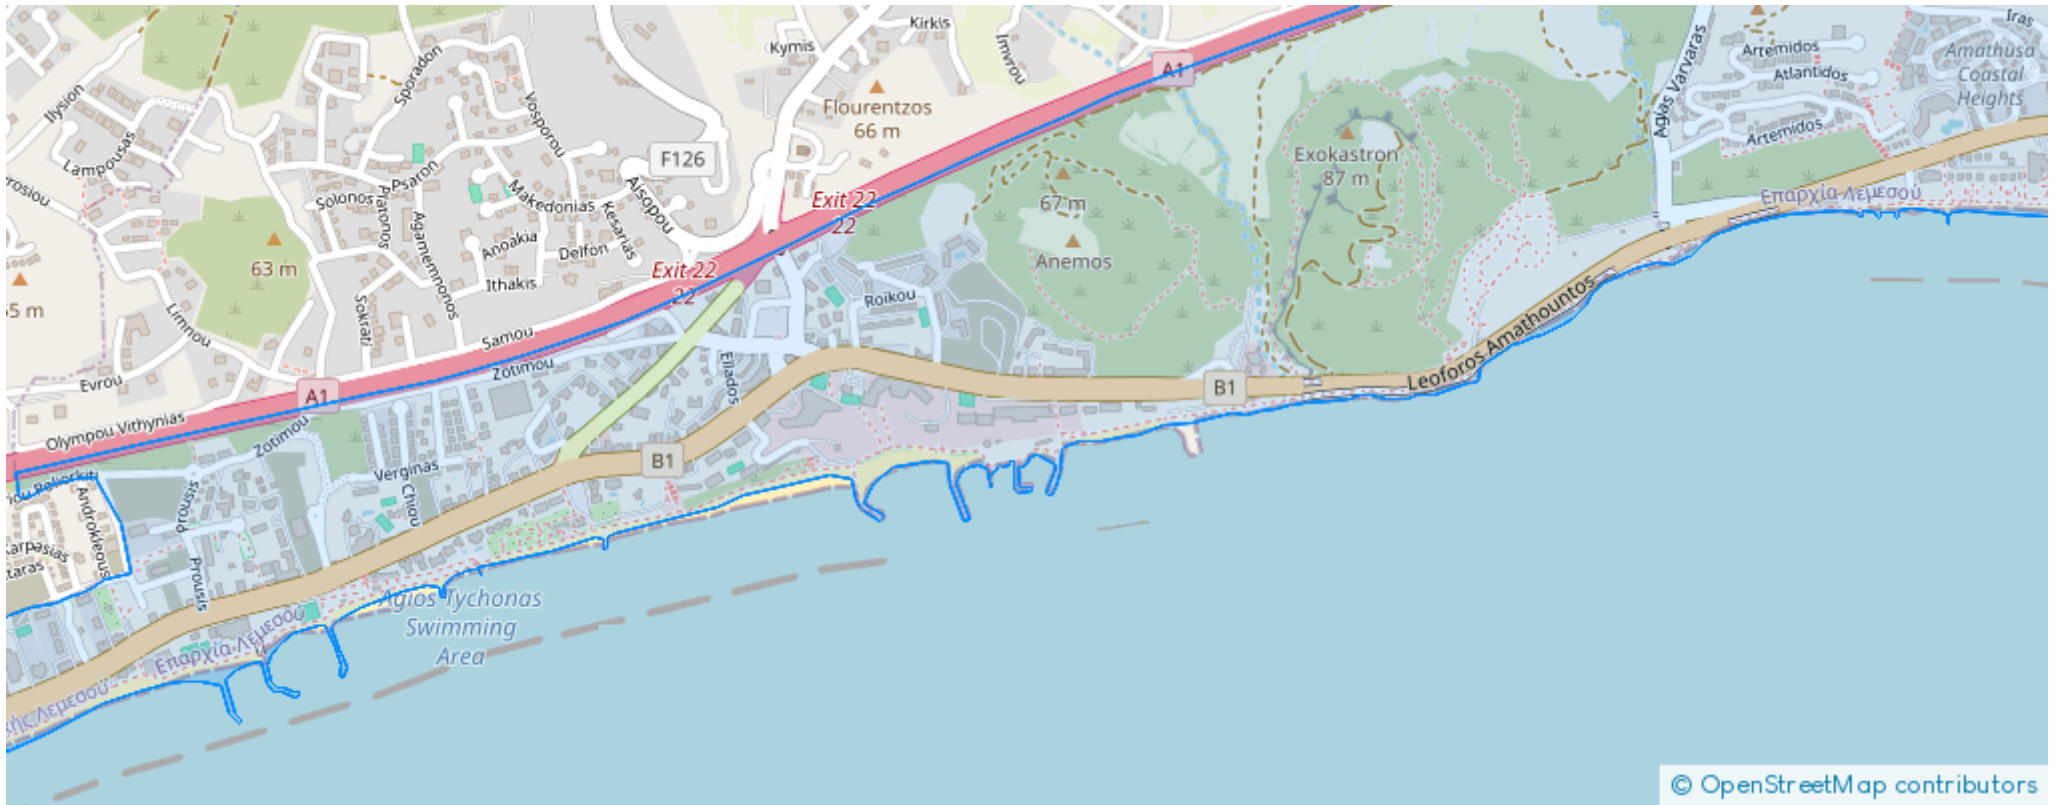 Kirkis
Kymis
Imvrou
A1
Iras
Artemidos
Atlantidos
Amathusa
Coastal
Heights
Agias Varvaras
Artemidos
Ilysion
Sporadon
Vosporou
Flourentzos
66 m
F126
Lampousas
Psaron
Solonos
Platonos
Makedonias
Aisopou
Kesarias
Agamemnonos
Anoakia
Delfon
Ithakis
Exit 22
22
Exokastron
87 m
67 m
Anemos
Επαρχία Λεμεσού
63 m
Exit 22
22
Sokrati
Limnou
Samou
Roikou
Zotimou
Eliados
Evrou
A1
B1
Leoforos Amathountos
Olympou Vithynias
Zotimou
Verginas
Chiou
B1
Androkleous
Prousis
Karpasias
Prousis
Agios Tychonas
Swimming
Area
Επαρχία Λεμεσού
Λεμεσού
© OpenStreetMap contributors